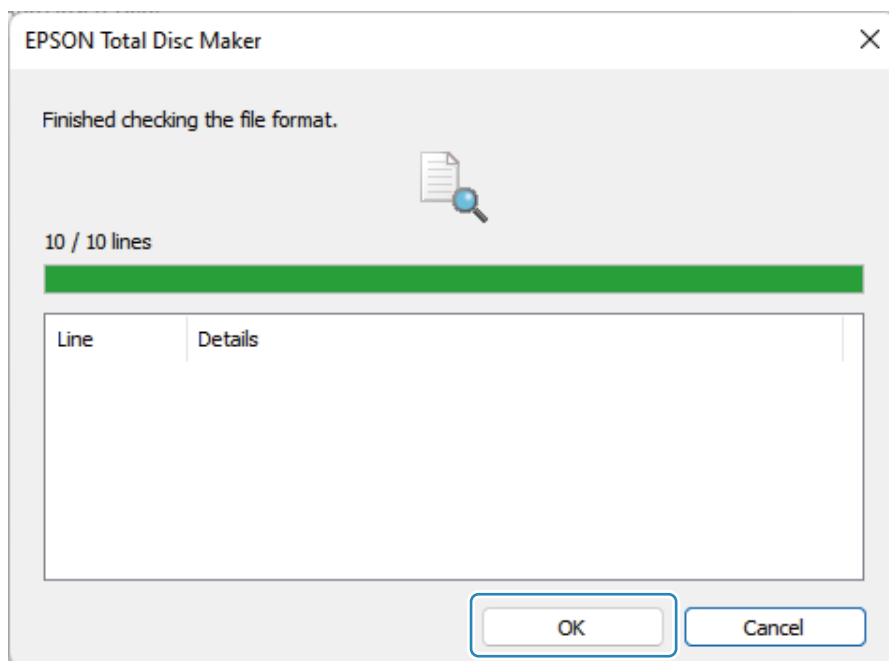 EPSON Total Disc Maker
Finished checking the file format.
10 / 10 lines
Line Details
OK Cancel